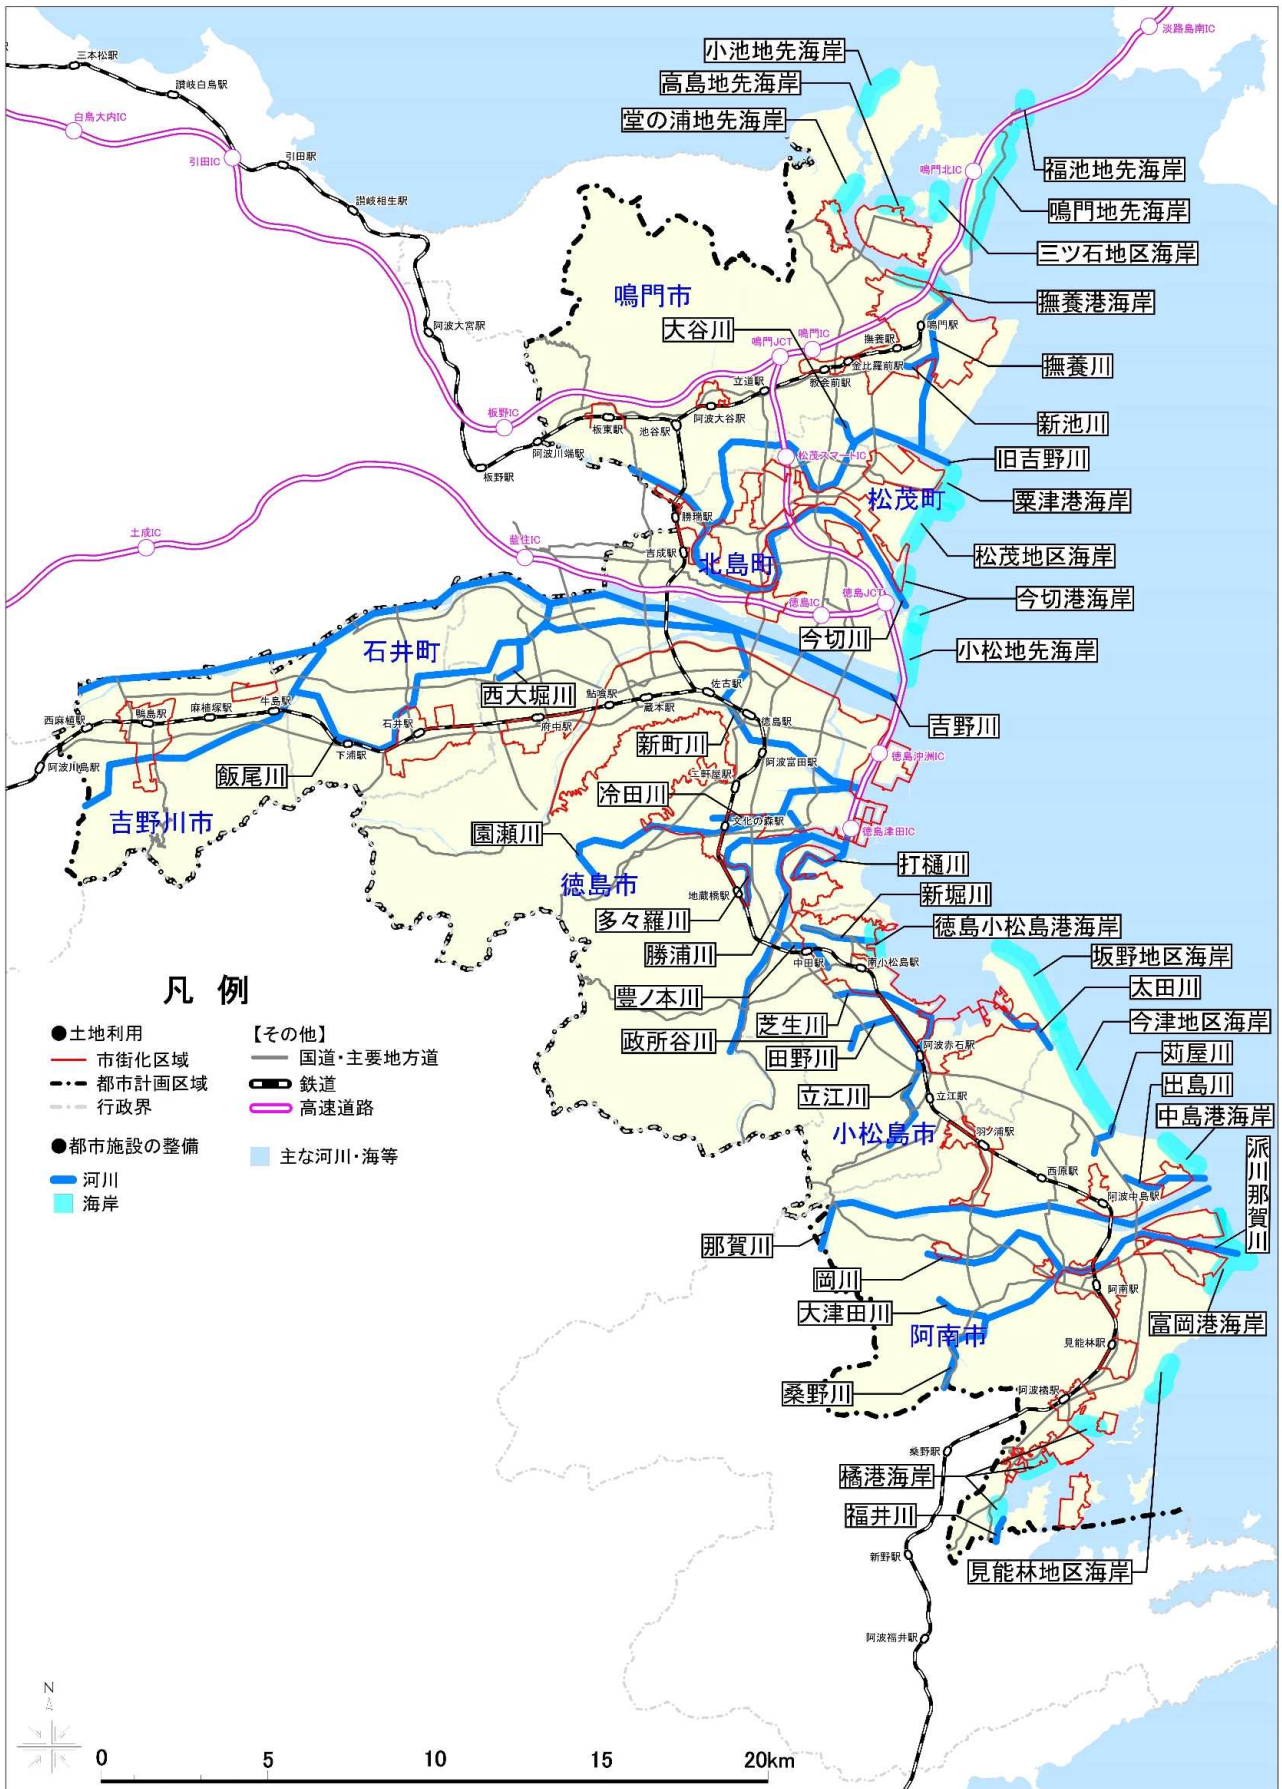 淡路島南IC
小池地先海岸
三本松駅
高島地先海岸
讃岐白鳥駅
白鳥大内IC
堂の浦地先海岸
引田IC
引田駅
鳴門北IC
福池地先海岸
讃岐相生駅
鳴門地先海岸
三ツ石地区海岸
鳴門市
撫養港海岸
大谷川
阿波大宮駅
鳴門駅
鳴門IC
撫養駅
鳴門JCT
金比羅前駅
撫養川
教会前駅
立道駅
板野IC
阿波大谷駅
新池川
板東駅
池谷駅
阿波川端駅
松茂スマートIC
旧吉野川
板野駅
松茂町
粟津港海岸
勝瑞駅
土成IC
藍住IC
吉成駅
北島町
松茂地区海岸
徳島JCT
今切港海岸
徳島IC
今切川
石井町
小松地先海岸
西大堀川
佐古駅
鮎喰駅
蔵本駅
吉野川
牛島駅
麻植塚駅
鴨島駅
西麻植駅
石井駅
府中駅
徳島駅
新町川
下浦駅
阿波富田駅
徳島沖洲IC
阿波川島駅
飯尾川
二軒屋駅
冷田川
吉野川市
文化の森駅
徳島津田IC
園瀬川
打樋川
徳島市
地蔵橋駅
新堀川
多々羅川
徳島小松島港海岸
勝浦川
中田駅
南小松島駅
坂野地区海岸
凡 例
豊ノ本川
太田川
芝生川
今津地区海岸
●土地利用
【その他】
政所谷川
田野川
阿波赤石駅
苅屋川
市街化区域
国道・主要地方道
都市計画区域
鉄道
出島川
行政界
高速道路
立江川
立江駅
中島港海岸
小松島市
羽ノ浦駅
●都市施設の整備
主な河川・海等
派川那賀川
西原駅
河川
海岸
阿波中島駅
那賀川
岡川
阿南駅
大津田川
阿南市
富岡港海岸
見能林駅
桑野川
阿波橘駅
桑野駅
橘港海岸
福井川
新野駅
見能林地区海岸
阿波福井駅
N
0 5 10 15 20km